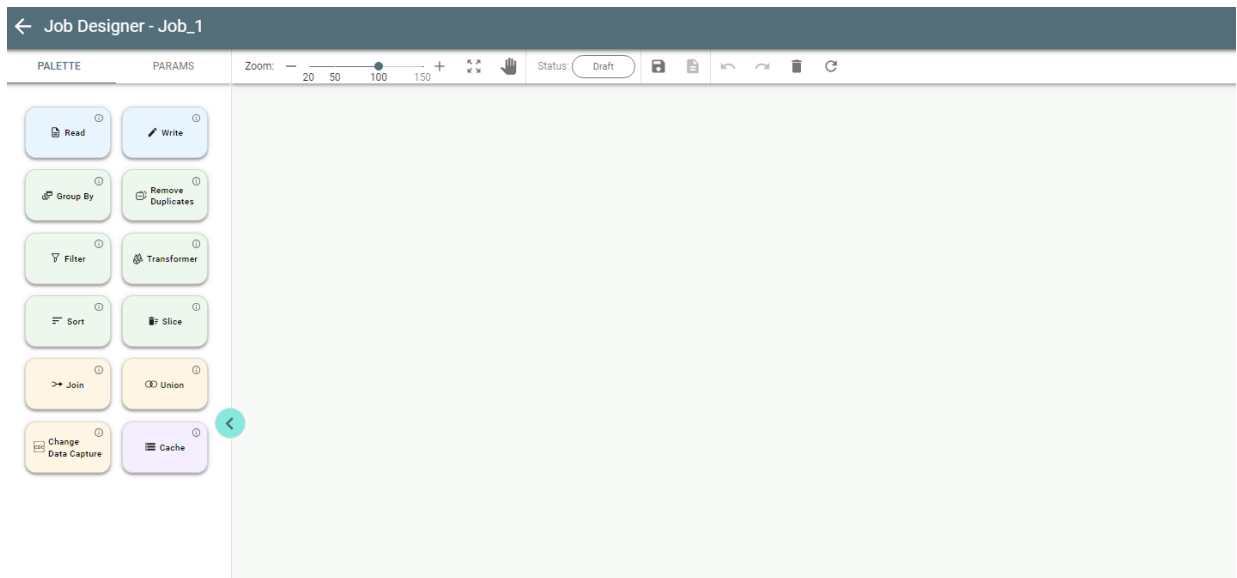 Job Designer - Job_1
PALETTE PARAMS Zoom: 20 50 100 150 Status: Draft
Read Write
Group By Remove
Duplicates
Filter Transformer
Sort Slice
Join Union
CDC Change
Data Capture Cache